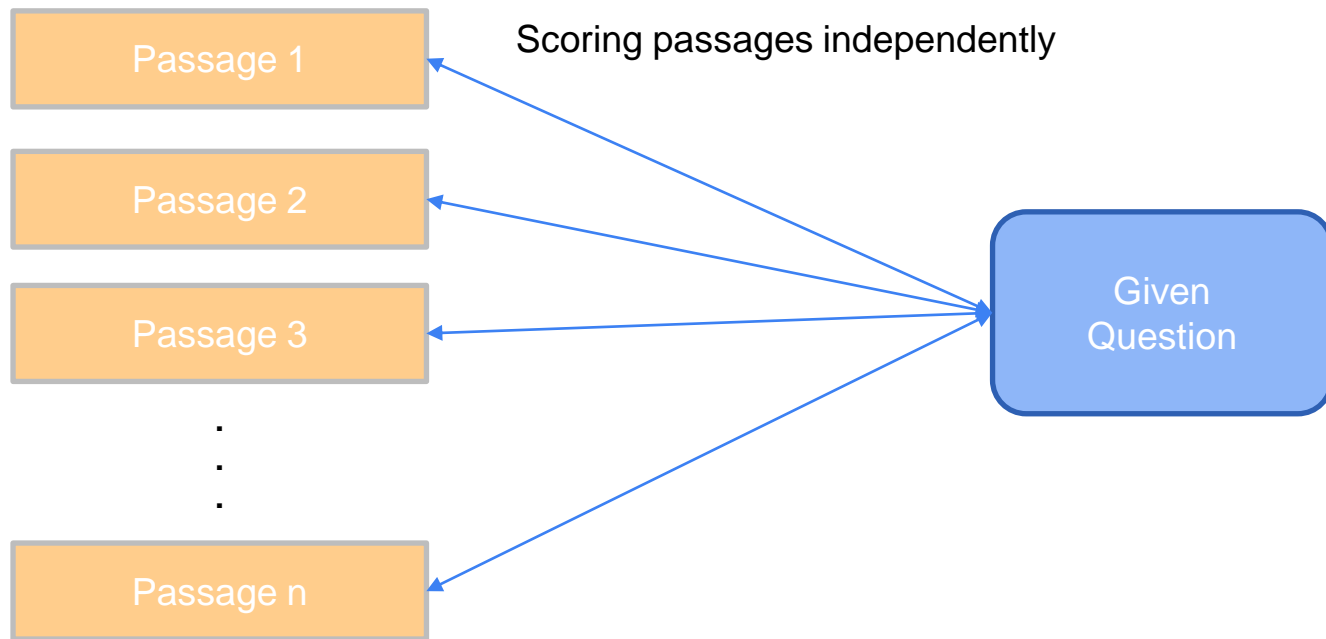 Scoring passages independently
Passage 1
Passage 2
Passage 3
.
.
.
Passage n
Given
Question